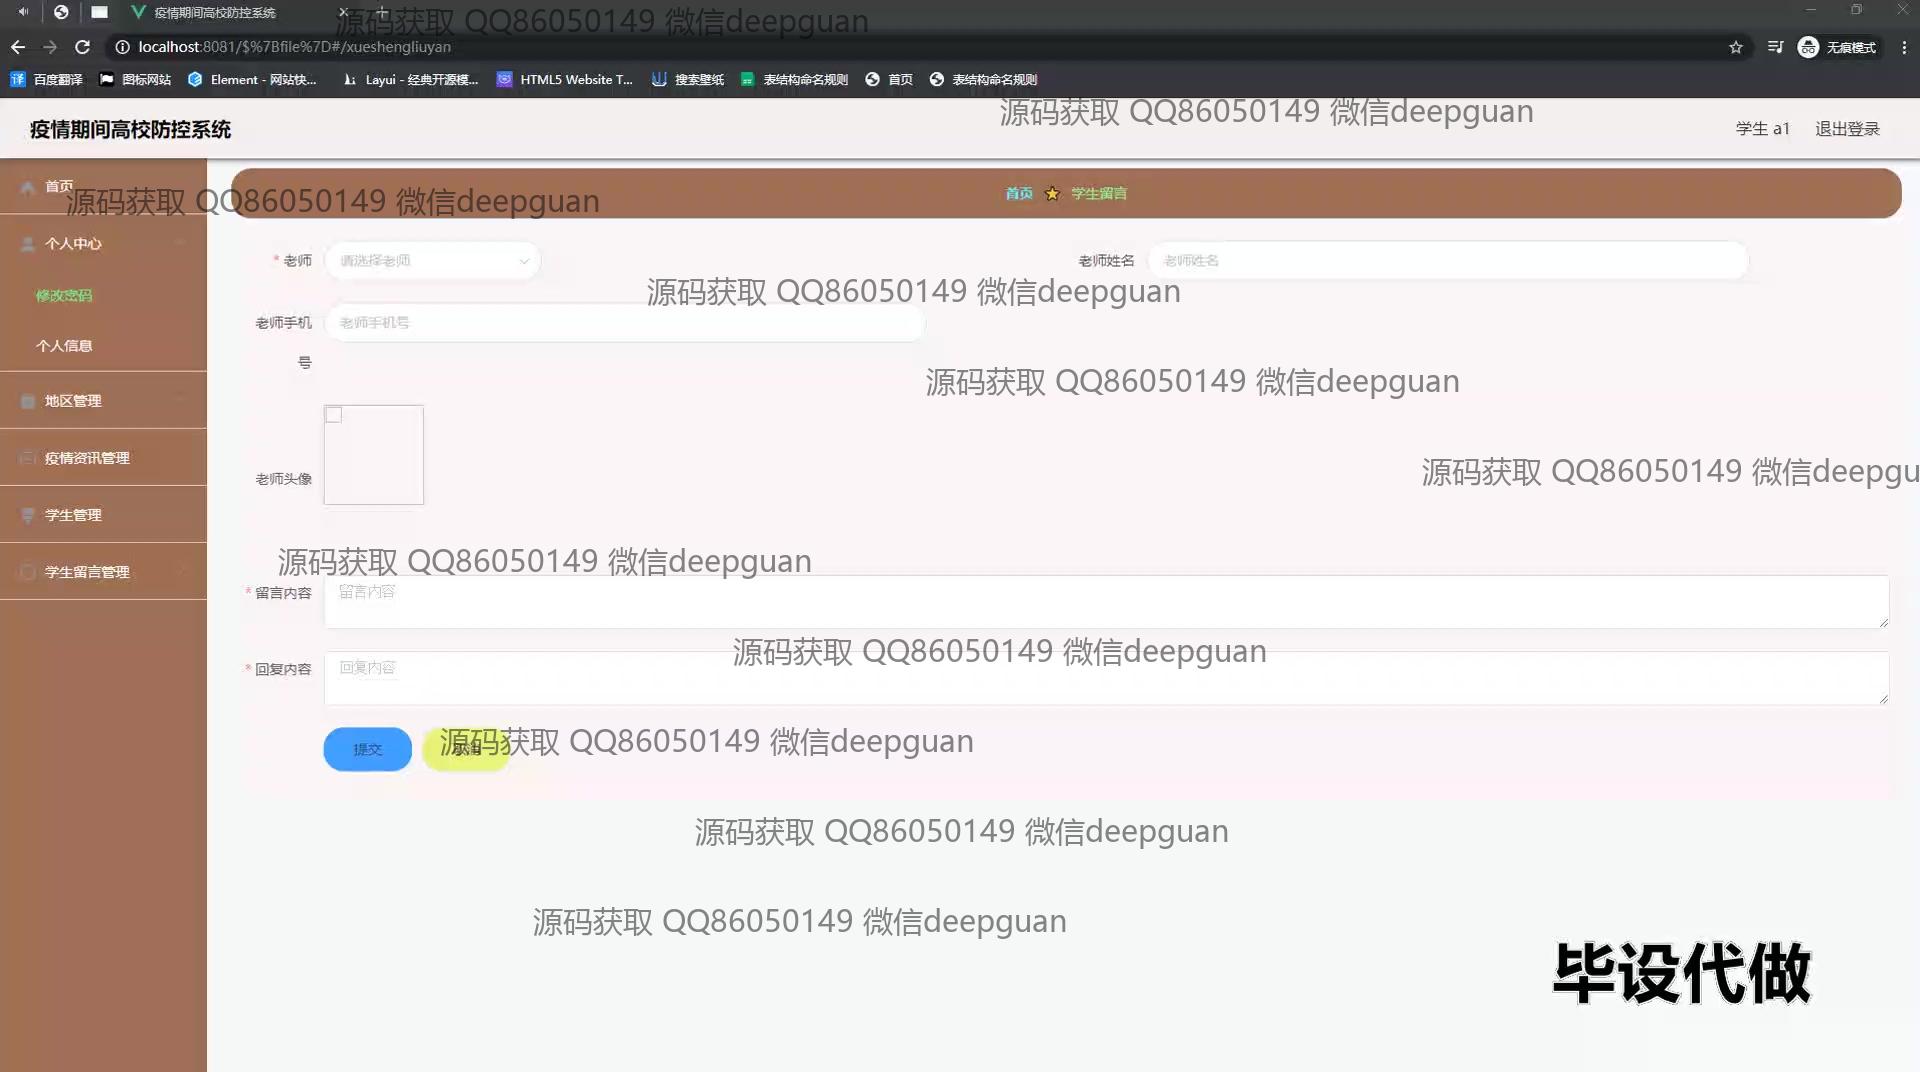 疫情期间高校防控系统
源码获取 QQ86050149 微信deepguan
localhost:8081/$%7Bfile%7D#/xueshengliuyan
无痕模式
百度翻译 图标网站 Element - 网站快... Layui - 经典开源模... HTML5 Website T... 搜索壁纸 表结构命名规则 首页 表结构命名规则
源码获取 QQ86050149 微信deepguan
疫情期间高校防控系统
学生 a1 退出登录
首页
源码获取 QQ86050149 微信deepguan
首页 学生留言
个人中心
修改密码
个人信息
地区管理
疫情资讯管理
学生管理
学生留言管理
* 老师 请选择老师
老师姓名 老师姓名
源码获取 QQ86050149 微信deepguan
老师手机
号
老师手机号
源码获取 QQ86050149 微信deepguan
老师头像
源码获取 QQ86050149 微信deepgu
源码获取 QQ86050149 微信deepguan
* 留言内容 留言内容
源码获取 QQ86050149 微信deepguan
* 回复内容 回复内容
提交
源码获取 QQ86050149 微信deepguan
源码获取 QQ86050149 微信deepguan
源码获取 QQ86050149 微信deepguan
毕设代做